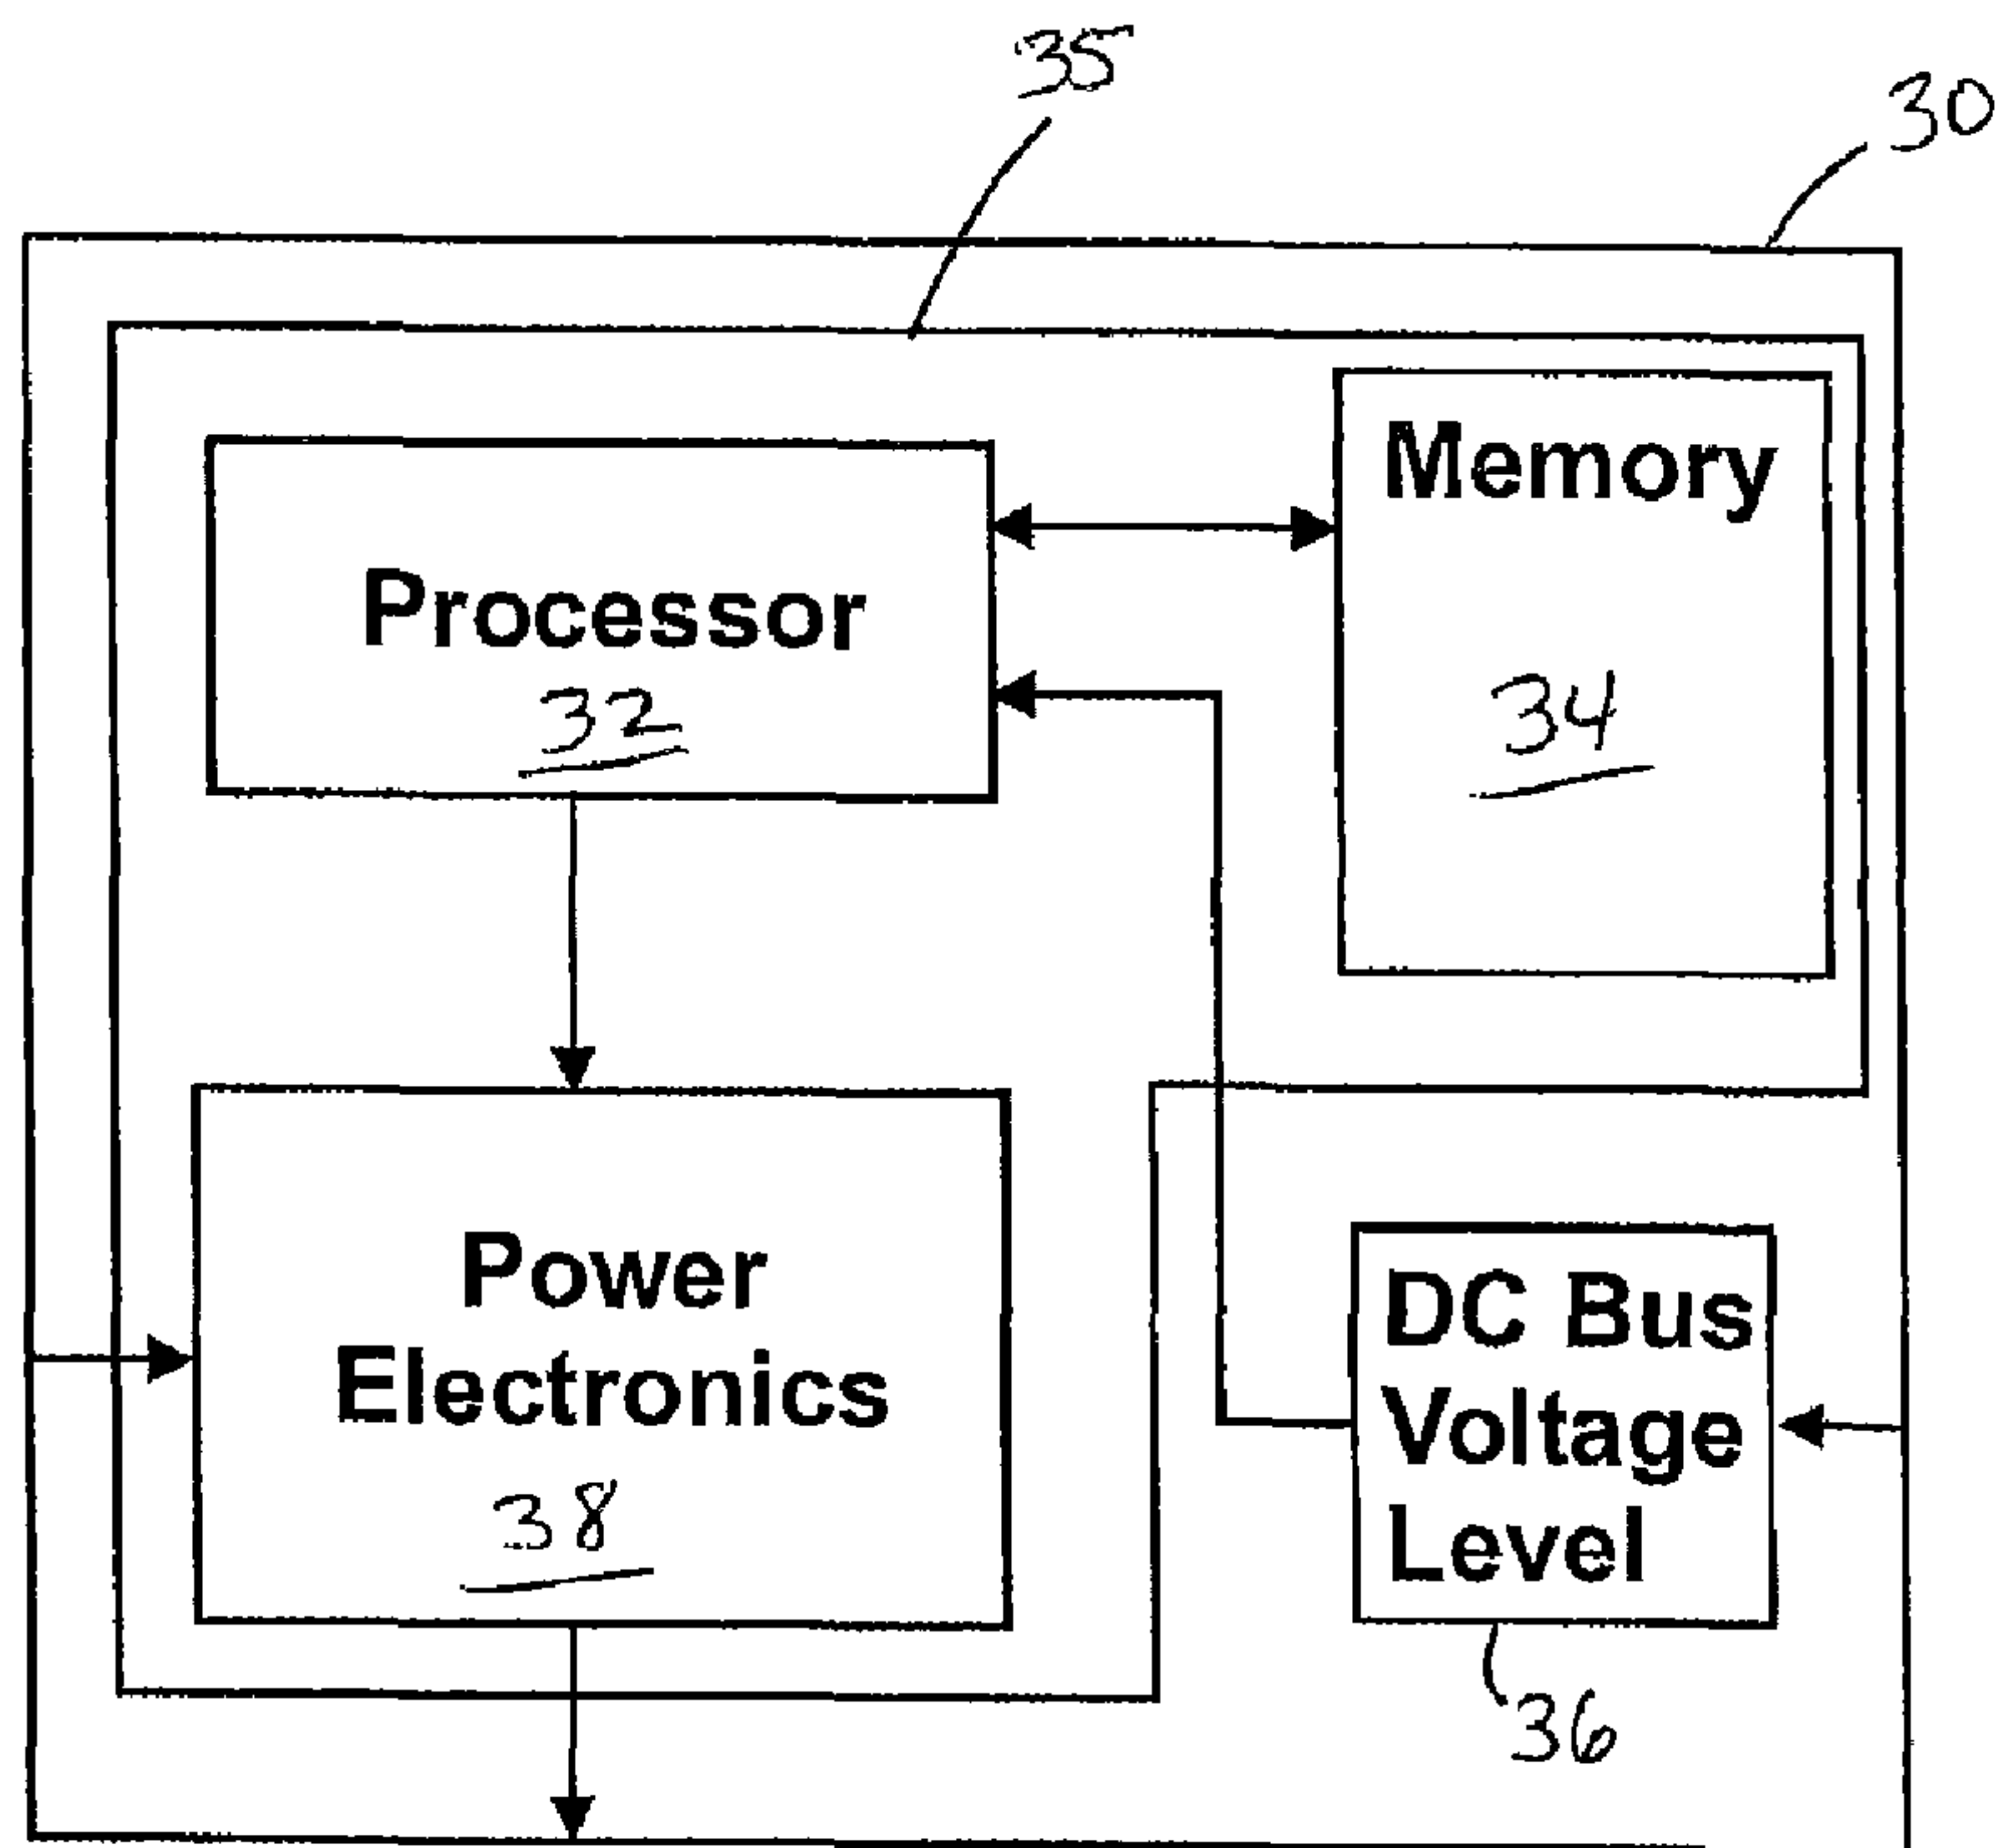 35
30
Memory
34
Processor
32
Power
Electronics
38
DC Bus
Voltage
Level
36